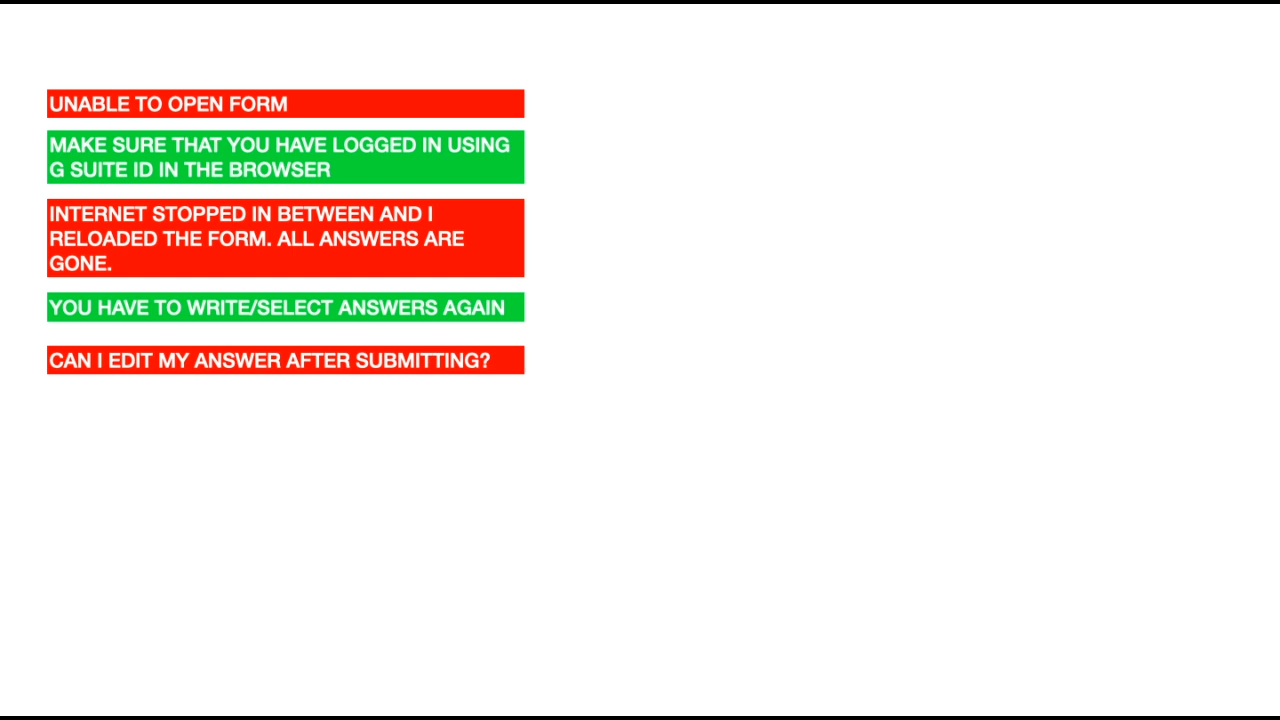 UNABLE TO OPEN FORM
MAKE SURE THAT YOU HAVE LOGGED IN USING
G SUITE ID IN THE BROWSER
INTERNET STOPPED IN BETWEEN AND I
RELOADED THE FORM. ALL ANSWERS ARE
GONE.
YOU HAVE TO WRITE/SELECT ANSWERS AGAIN
CAN I EDIT MY ANSWER AFTER SUBMITTING?